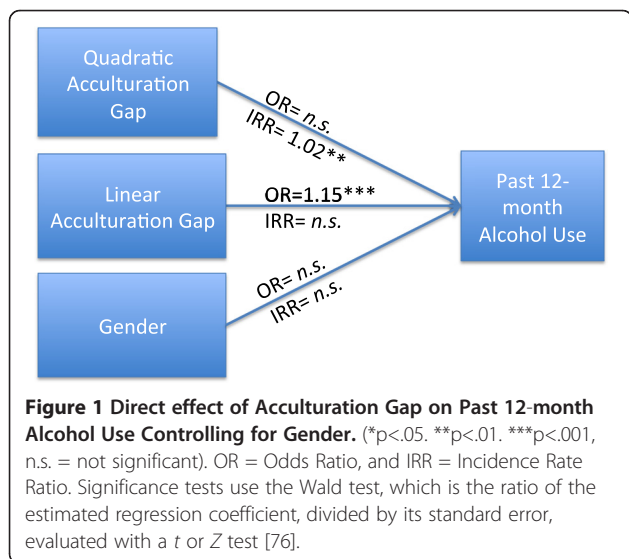 Quadratic
Acculturation
Gap
OR= n.s.
IRR= 1.02**
Linear
Acculturation Gap
OR=1.15***
IRR= n.s.
Past 12-
month
Alcohol Use
Gender
OR= n.s.
IRR= n.s.
Figure 1 Direct effect of Acculturation Gap on Past 12-month
Alcohol Use Controlling for Gender. (*p<.05. **p<.01. ***p<.001,
n.s. = not significant). OR = Odds Ratio, and IRR = Incidence Rate
Ratio. Significance tests use the Wald test, which is the ratio of the
estimated regression coefficient, divided by its standard error,
evaluated with a t or Z test [76].